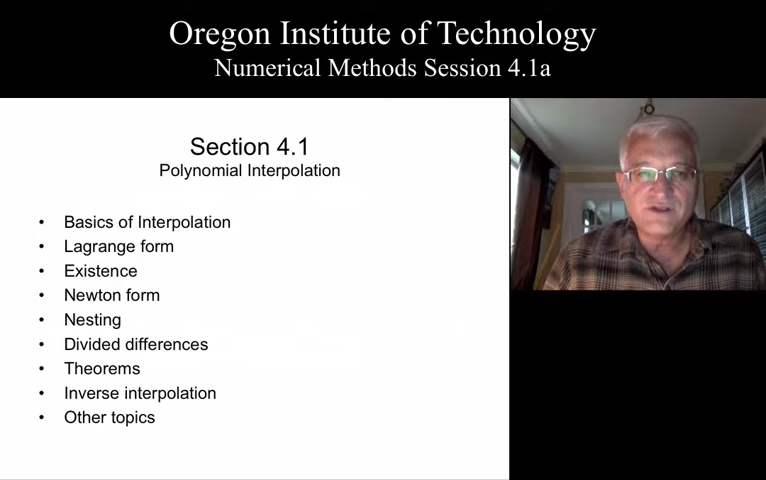 Oregon Institute of Technology
Numerical Methods Session 4.1a
Section 4.1
Polynomial Interpolation
• Basics of Interpolation
• Lagrange form
• Existence
• Newton form
• Nesting
• Divided differences
• Theorems
• Inverse interpolation
• Other topics